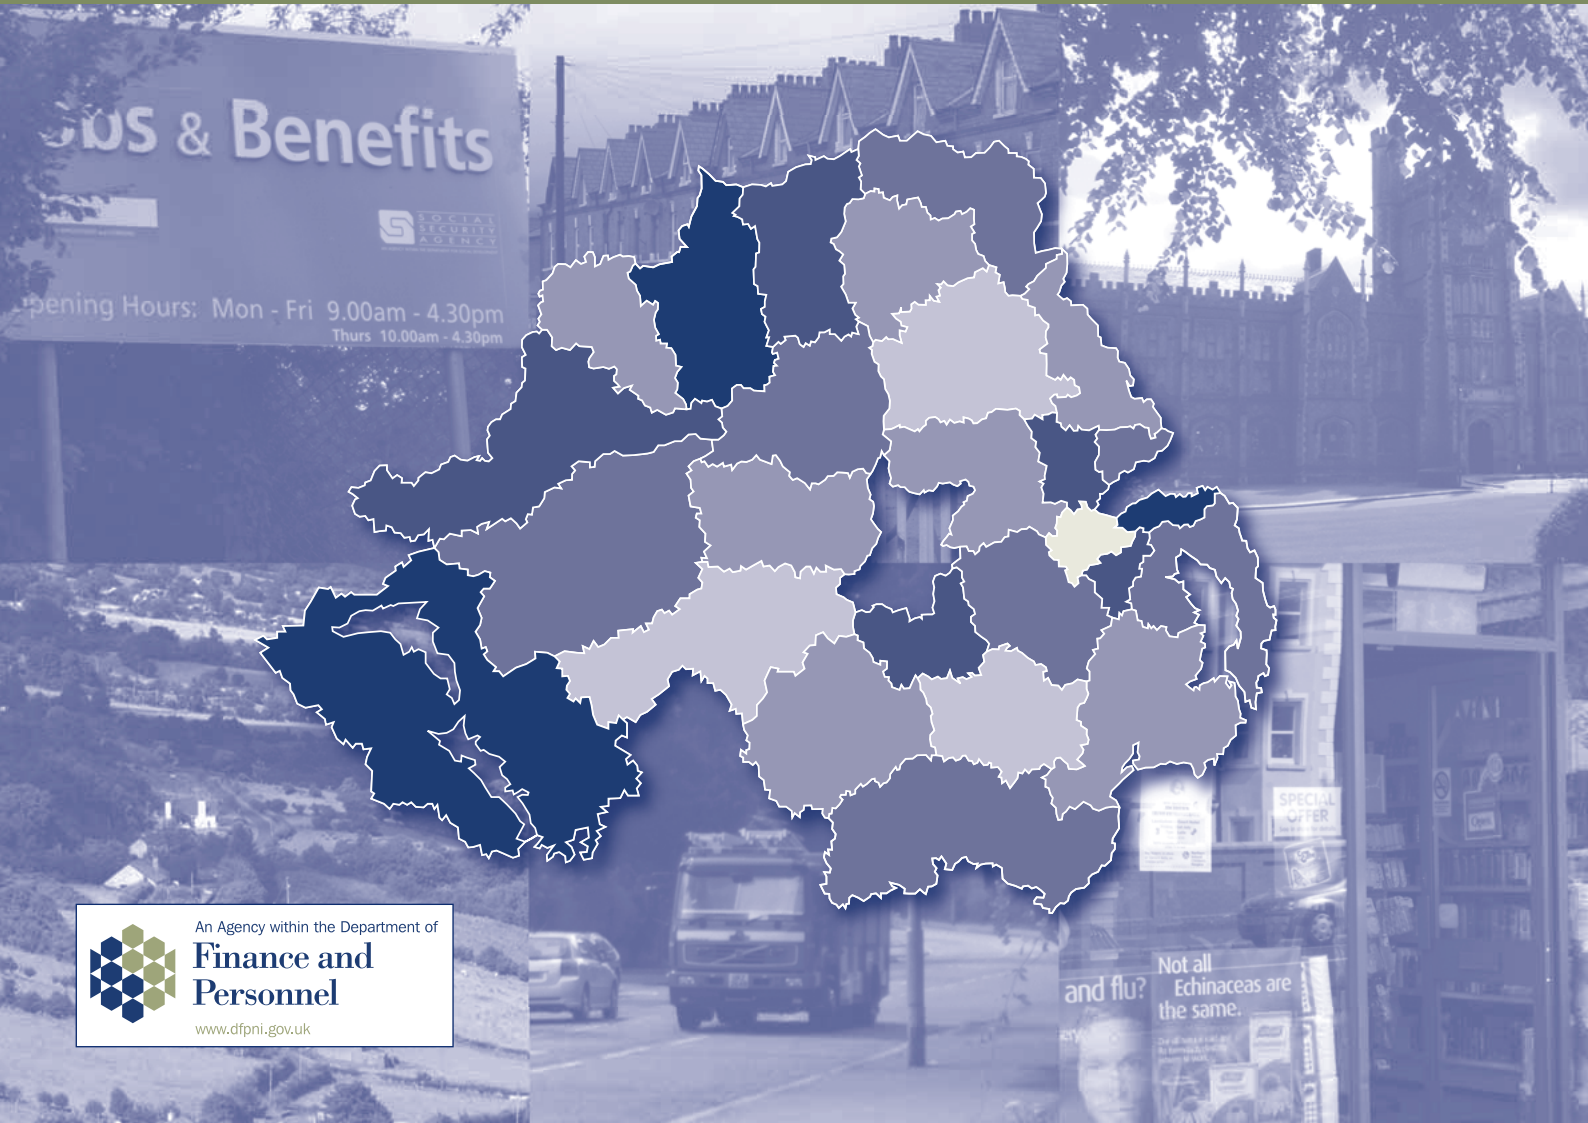 & Benefits
SOCIAL
SECURITY
AGENCY
Opening Hours: Mon - Fri 9.00am - 4.30pm
Thurs 10.00am - 4.30pm
SPECIAL
OFFER
Open
and flu?
Not all
Echinaceas are
the same.
An Agency within the Department of
Finance and
Personnel
www.dfpni.gov.uk